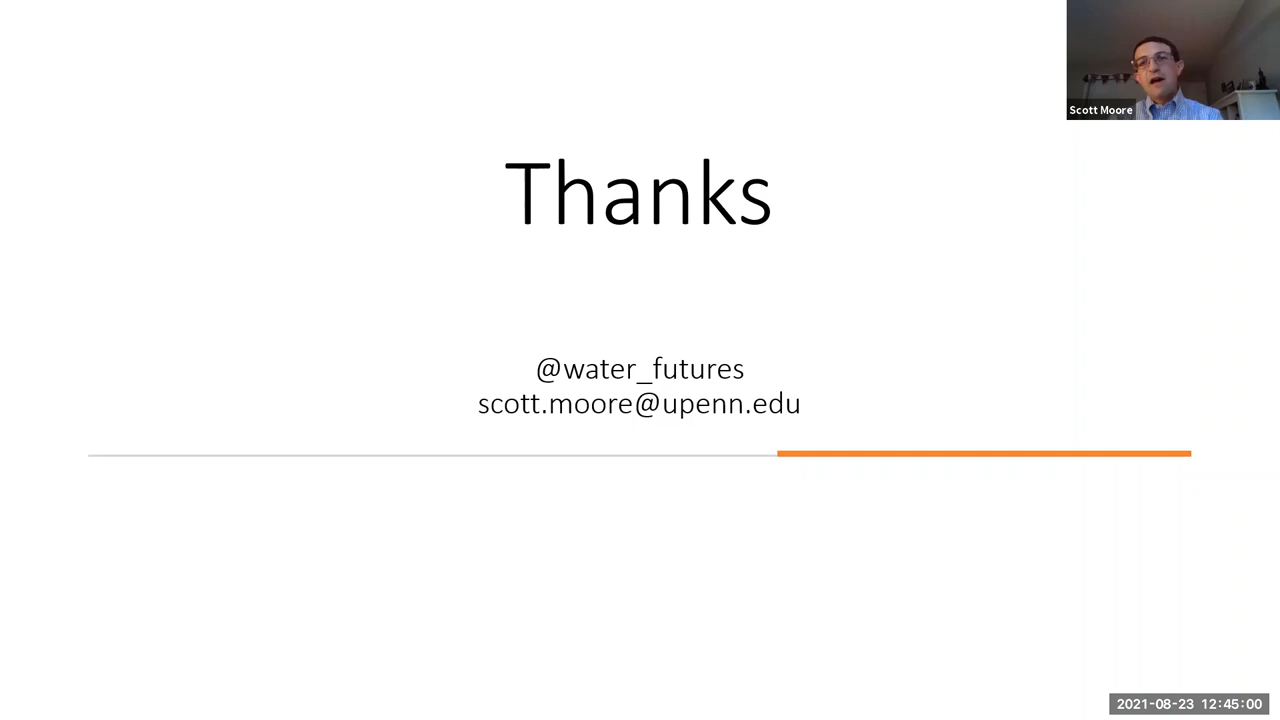 Scott Moore
Thanks
@water_futures
scott.moore@upenn.edu
2021-08-23 12:45:00